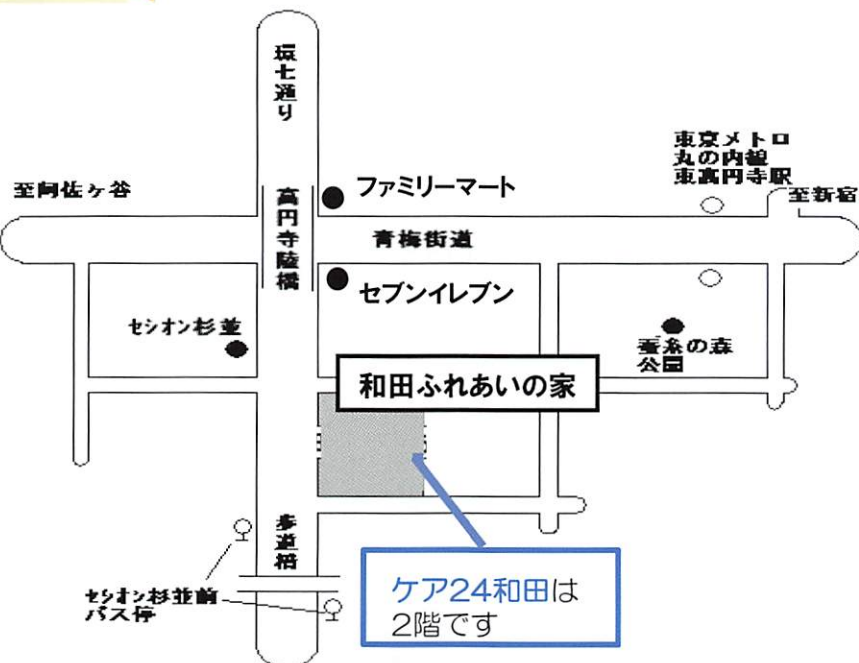 環七通り
東京メトロ
丸の内線
東高円寺駅
至阿佐ヶ谷
ファミリーマート
至新宿
高円寺陸橋
青梅街道
セブンイレブン
セシオン杉並
蚕糸の森
公園
和田ふれあいの家
歩道橋
セシオン杉並前
バス停
ケア24和田は
2階です